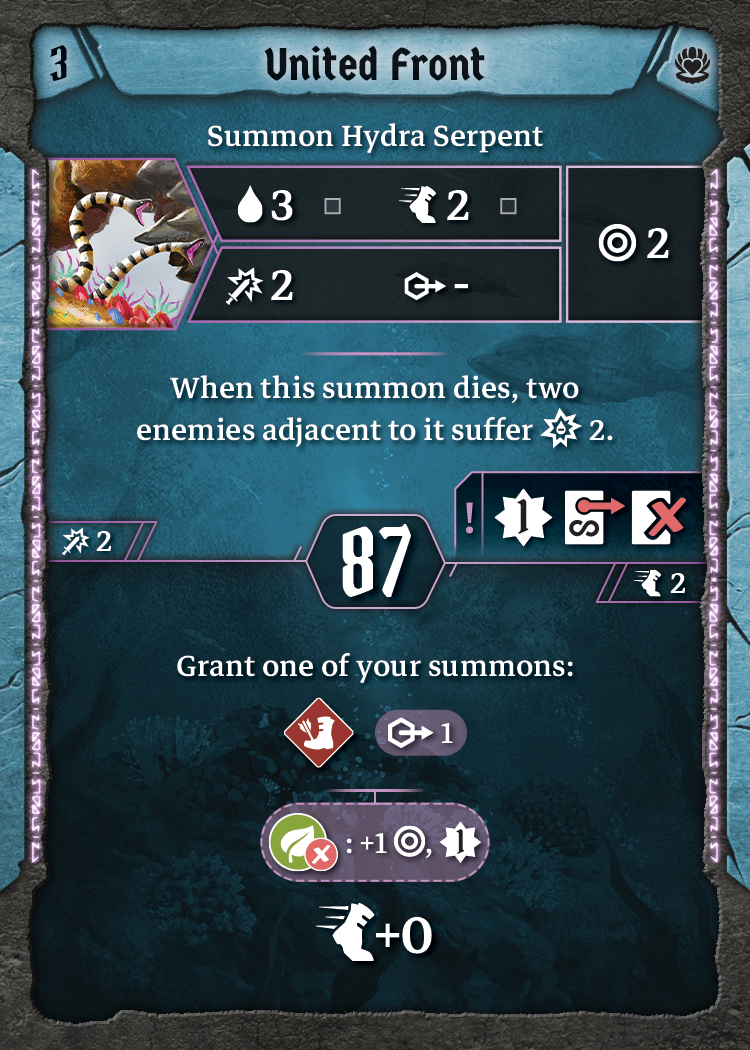 3
United Front
Summon Hydra Serpent
3 2
2
2 -
When this summon dies, two
enemies adjacent to it suffer 2.
! 1 S
2
87
2
Grant one of your summons:
1
: +1 , 1
+0